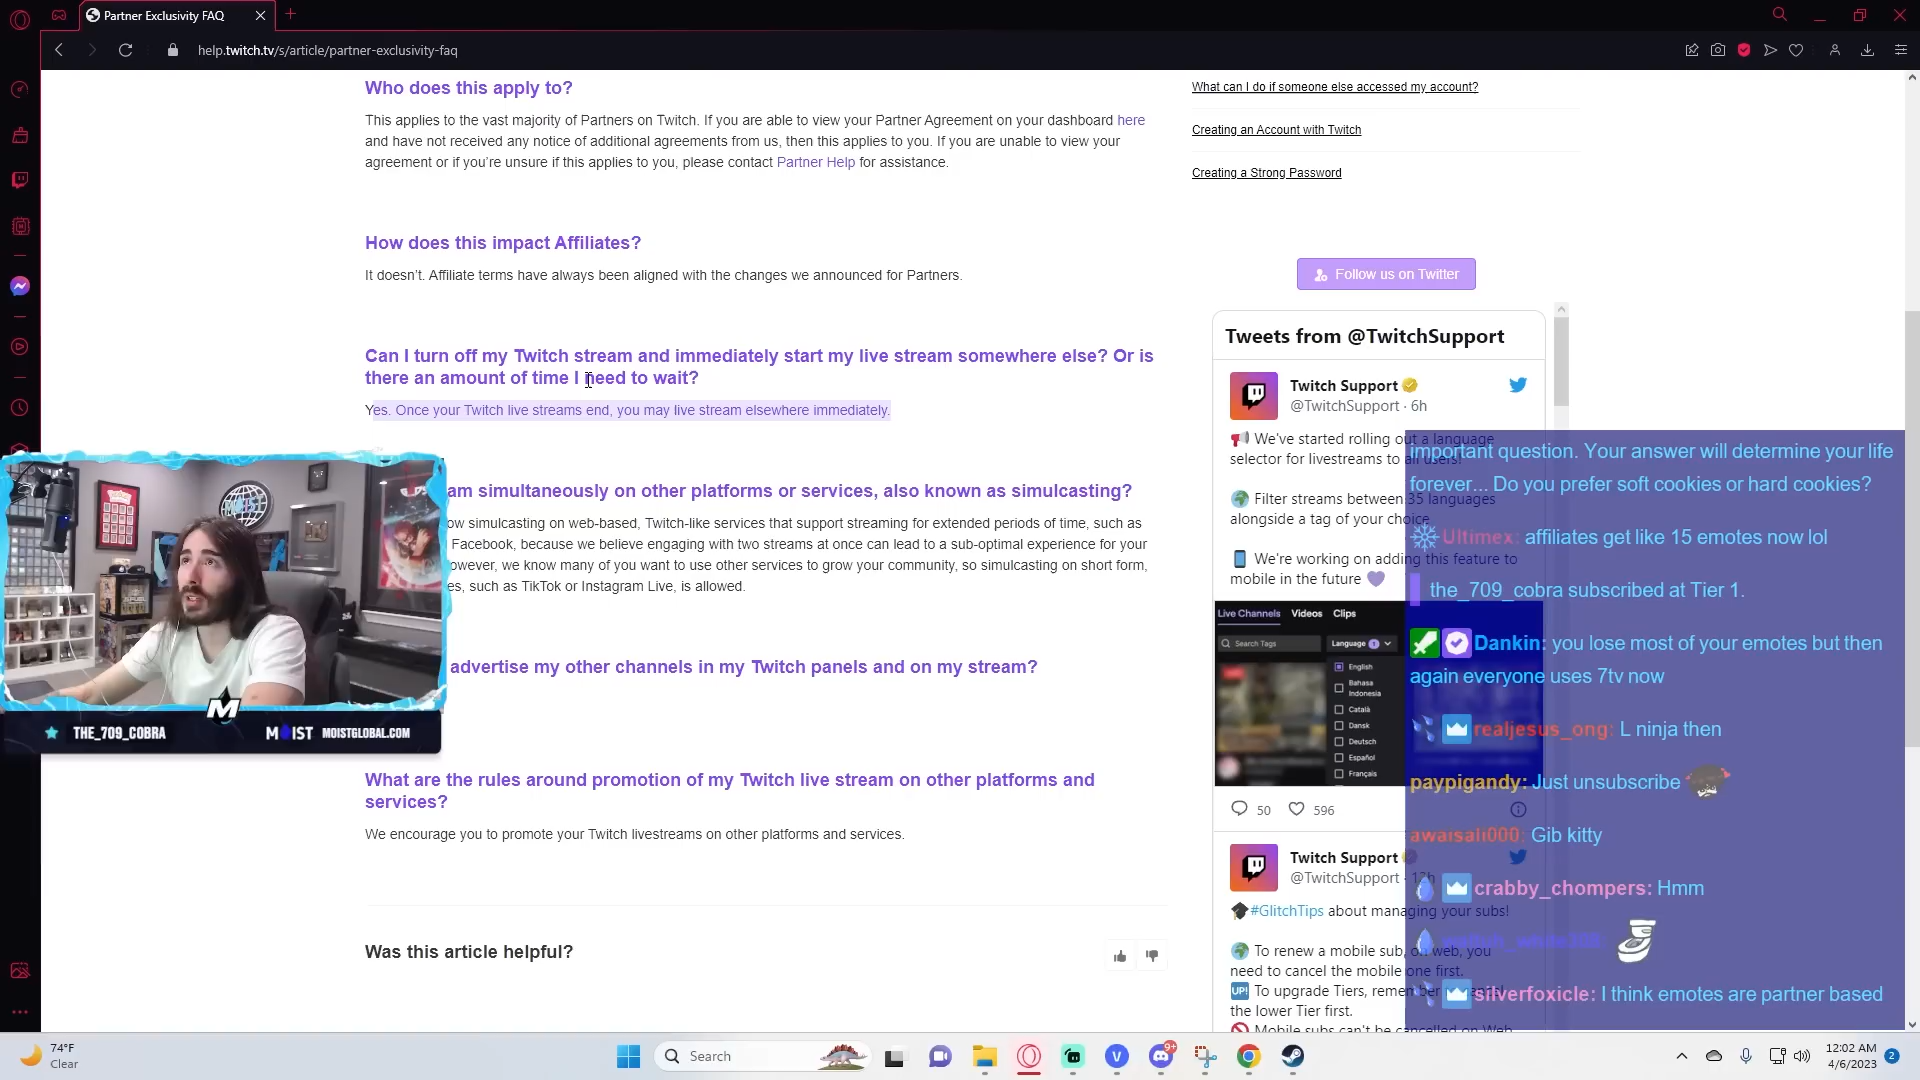 Partner Exclusivity FAQ
help.twitch.tv/s/article/partner-exclusivity-faq
Who does this apply to?
This applies to the vast majority of Partners on Twitch. If you are able to view your Partner Agreement on your dashboard here
and have not received any notice of additional agreements from us, then this applies to you. If you are unable to view your
agreement or if you're unsure if this applies to you, please contact Partner Help for assistance.
How does this impact Affiliates?
It doesn't. Affiliate terms have always been aligned with the changes we announced for Partners.
Can I turn off my Twitch stream and immediately start my live stream somewhere else? Or is
there an amount of time I need to wait?
Yes. Once your Twitch live streams end, you may live stream elsewhere immediately.
am simultaneously on other platforms or services, also known as simulcasting?
ow simulcasting on web-based, Twitch-like services that support streaming for extended periods of time, such as
Facebook, because we believe engaging with two streams at once can lead to a sub-optimal experience for your
owever, we know many of you want to use other services to grow your community, so simulcasting on short form,
es, such as TikTok or Instagram Live, is allowed.
advertise my other channels in my Twitch panels and on my stream?
What are the rules around promotion of my Twitch live stream on other platforms and
services?
We encourage you to promote your Twitch livestreams on other platforms and services.
Was this article helpful?
THE_709_COBRA
M
MOIST MOISTGLOBAL.COM
What can I do if someone else accessed my account?
Creating an Account with Twitch
Creating a Strong Password
Follow us on Twitter
Tweets from @TwitchSupport
Twitch Support
@TwitchSupport · 6h
We've started rolling out a language
selector for livestreams to all users!
Filter streams between 35 languages
alongside a tag of your choice
We're working on adding this feature to
mobile in the future
Live Channels Videos Clips
Search Tags Language 1
English
Bahasa
Indonesia
Català
Dansk
Deutsch
Español
Français
50 596
Twitch Support
@TwitchSupport · 12h
#GlitchTips about managing your subs!
To renew a mobile sub, on web, you
need to cancel the mobile one first.
UP! To upgrade Tiers, remember
the lower Tier first.
Mobile subs can't be cancelled on Web
important question. Your answer will determine your life
forever... Do you prefer soft cookies or hard cookies?
Ultimex: affiliates get like 15 emotes now lol
the_709_cobra subscribed at Tier 1.
Dankin: you lose most of your emotes but then
again everyone uses 7tv now
realjesus_ong: L ninja then
paypigandy: Just unsubscribe
awaisali000: Gib kitty
crabby_chompers: Hmm
silverfoxicle: I think emotes are partner based
74°F
Clear
Search
9+
12:02 AM
4/6/2023
2